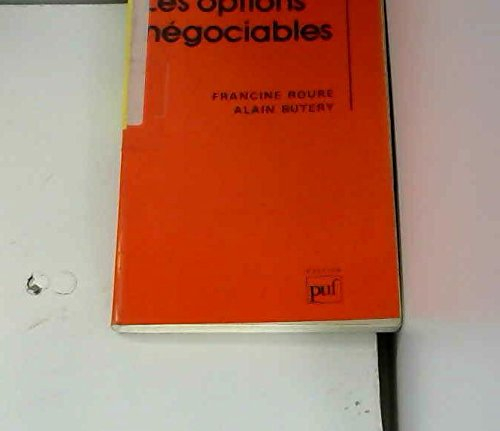 Les options
négociables
FRANCINE ROURE
ALAIN BUTERY
puf